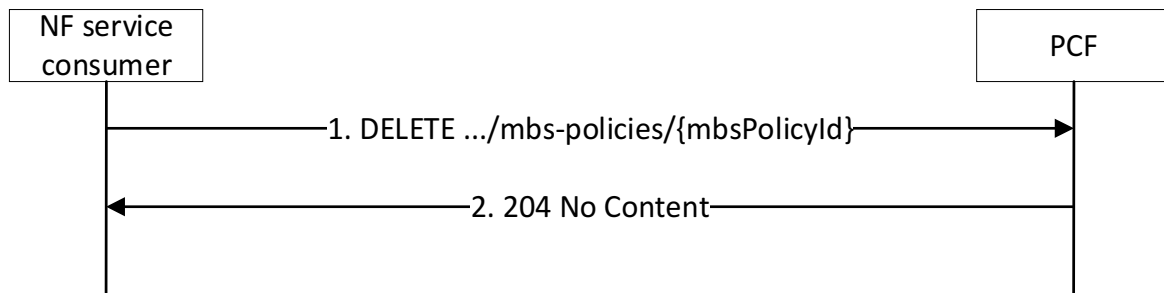 NF service
consumer
PCF
1. DELETE .../mbs-policies/{mbsPolicyId}
2. 204 No Content